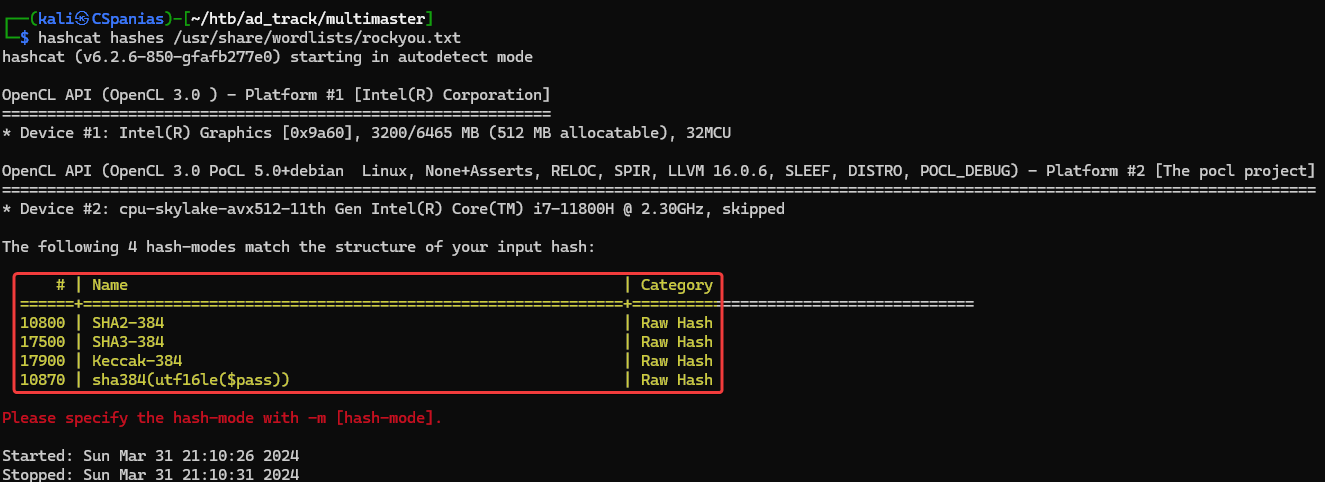 ┌──(kali㉿CSpanias)-[~/htb/ad_track/multimaster]
└─$ hashcat hashes /usr/share/wordlists/rockyou.txt
hashcat (v6.2.6-850-gfafb277e0) starting in autodetect mode

OpenCL API (OpenCL 3.0 ) - Platform #1 [Intel(R) Corporation]
=============================================================
* Device #1: Intel(R) Graphics [0x9a60], 3200/6465 MB (512 MB allocatable), 32MCU

OpenCL API (OpenCL 3.0 PoCL 5.0+debian  Linux, None+Asserts, RELOC, SPIR, LLVM 16.0.6, SLEEF, DISTRO, POCL_DEBUG) - Platform #2 [The pocl project]
==================================================================================================================================================
* Device #2: cpu-skylake-avx512-11th Gen Intel(R) Core(TM) i7-11800H @ 2.30GHz, skipped

The following 4 hash-modes match the structure of your input hash:

      # | Name                                                       | Category
  ======+============================================================+======================================
  10800 | SHA2-384                                                   | Raw Hash
  17500 | SHA3-384                                                   | Raw Hash
  17900 | Keccak-384                                                 | Raw Hash
  10870 | sha384(utf16le($pass))                                     | Raw Hash

Please specify the hash-mode with -m [hash-mode].

Started: Sun Mar 31 21:10:26 2024
Stopped: Sun Mar 31 21:10:31 2024